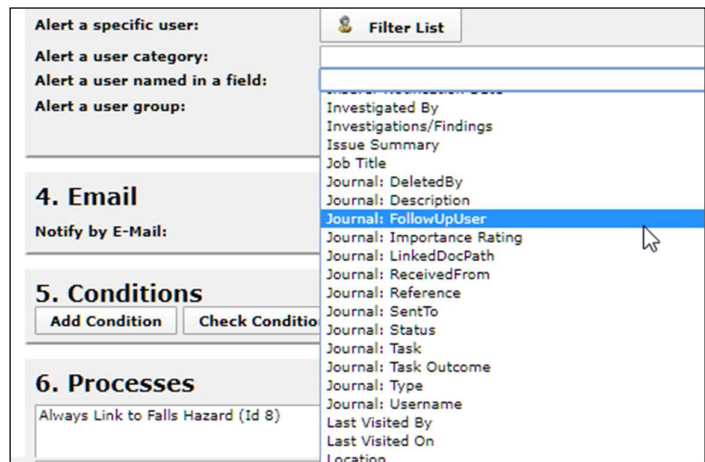 Alert a specific user:
Filter List
Alert a user category:
Alert a user named in a field:
Alert a user group:
Investigated By
Investigations/Findings
Issue Summary
Job Title
Journal: DeletedBy
Journal: Description
Journal: FollowUpUser
Journal: Importance Rating
Journal: LinkedDocPath
Journal: ReceivedFrom
Journal: Reference
Journal: SentTo
Journal: Status
Journal: Task
Journal: Task Outcome
Journal: Type
Journal: Username
Last Visited By
Last Visited On
Location
4. Email
Notify by E-Mail:
5. Conditions
Add Condition
Check Conditio
6. Processes
Always Link to Falls Hazard (Id 8)